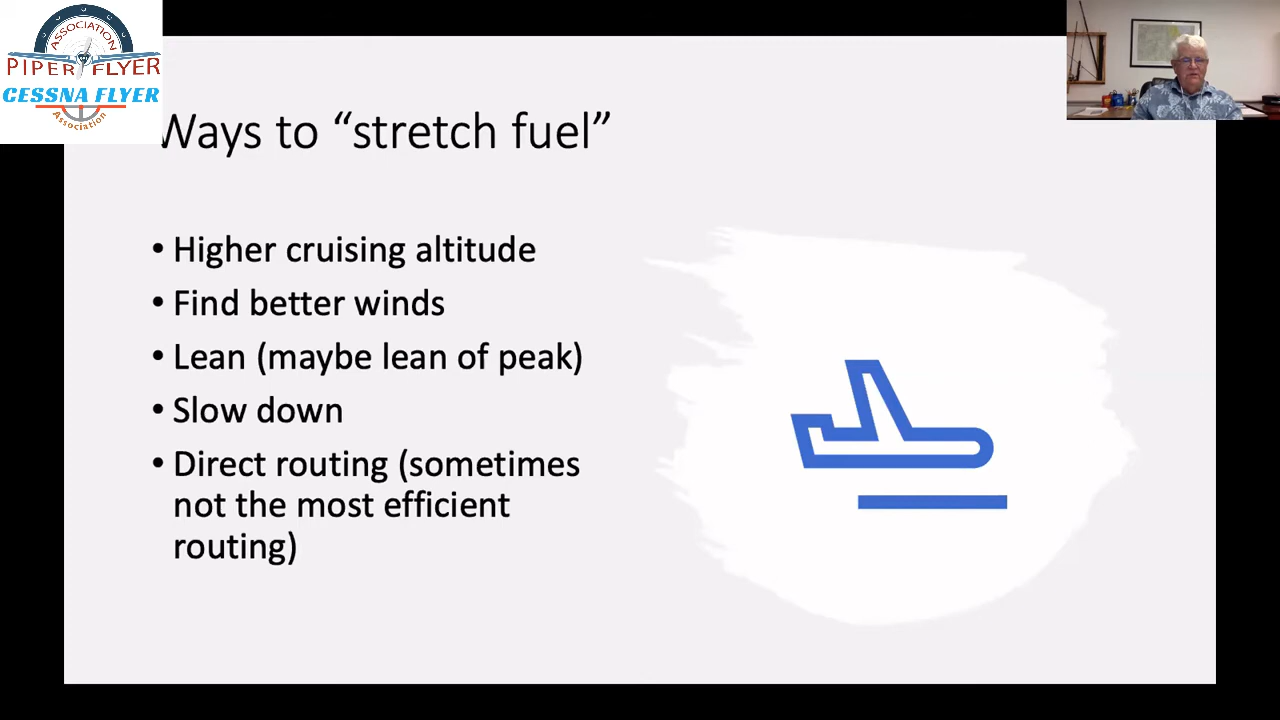 ASSOCIATION
PIPER FLYER
CESSNA FLYER
Association
Ways to “stretch fuel”
• Higher cruising altitude
• Find better winds
• Lean (maybe lean of peak)
• Slow down
• Direct routing (sometimes
not the most efficient
routing)